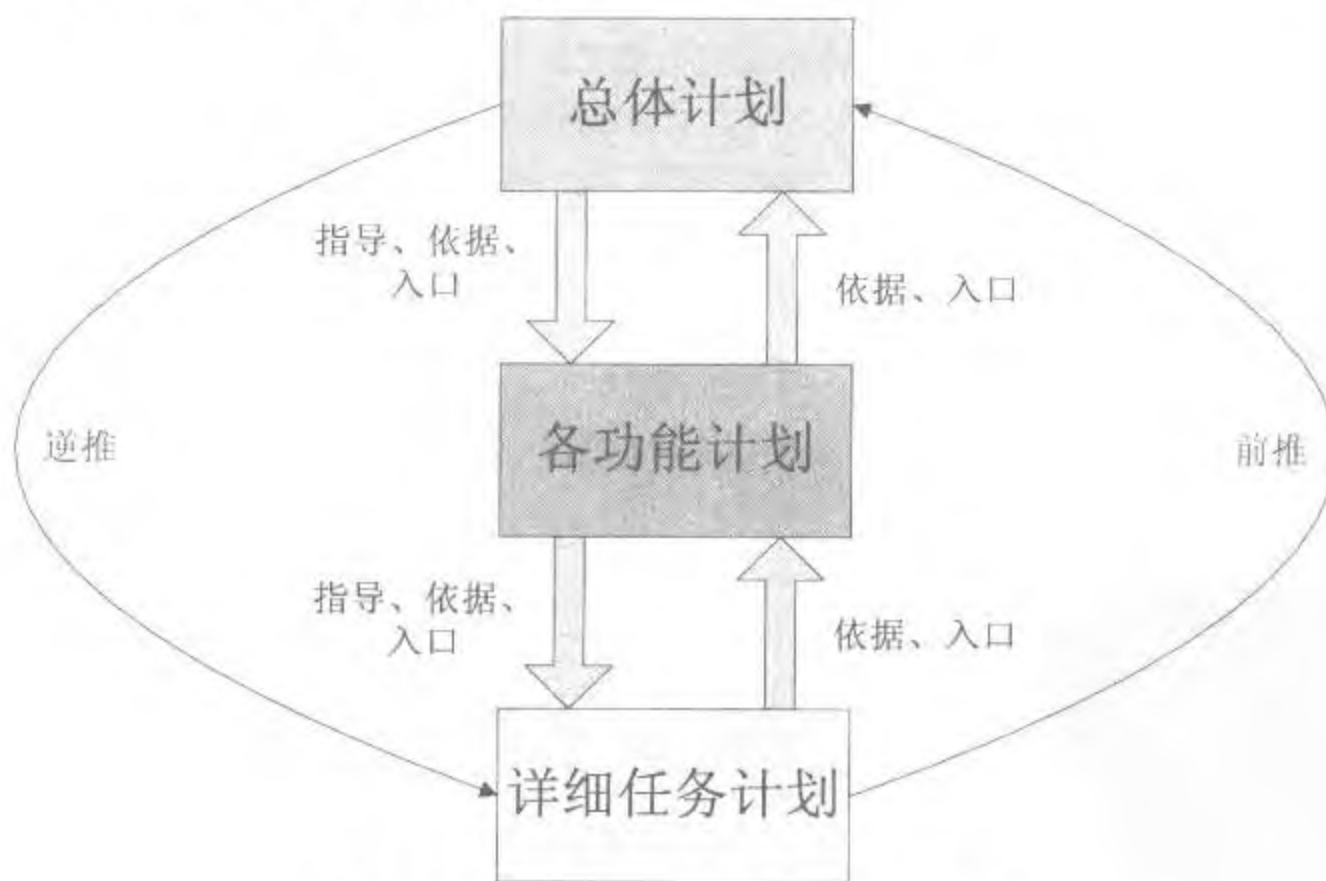 总体计划
指导、依据、
入口
依据、入口
各功能计划
逆推
前推
指导、依据、
入口
依据、入口
详细任务计划